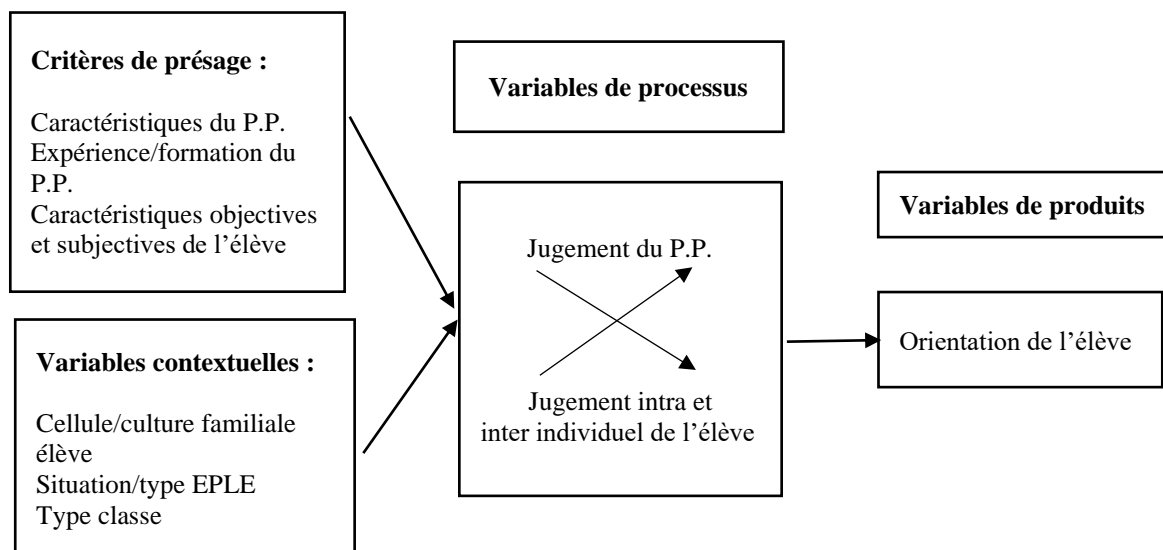 Critères de présage :
Caractéristiques du P.P.
Expérience/formation du
P.P.
Caractéristiques objectives
et subjectives de l’élève
Variables contextuelles :
Cellule/culture familiale
élève
Situation/type EPLE
Type classe
Variables de processus
Jugement du P.P.
Jugement intra et
inter individuel de l’élève
Variables de produits
Orientation de l’élève